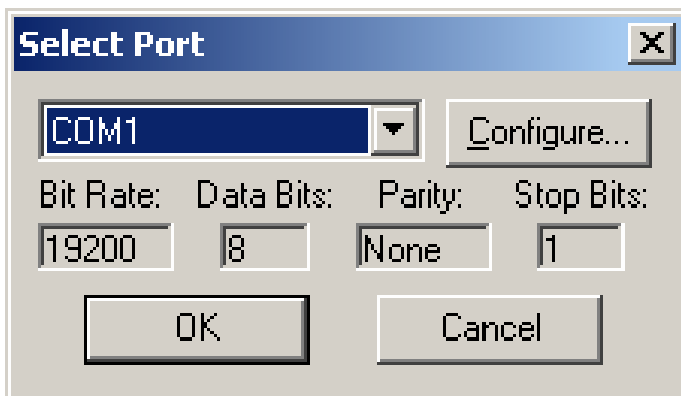 Select Port
COM1 Configure...
Bit Rate: Data Bits: Parity: Stop Bits:
19200 8 None 1
OK Cancel